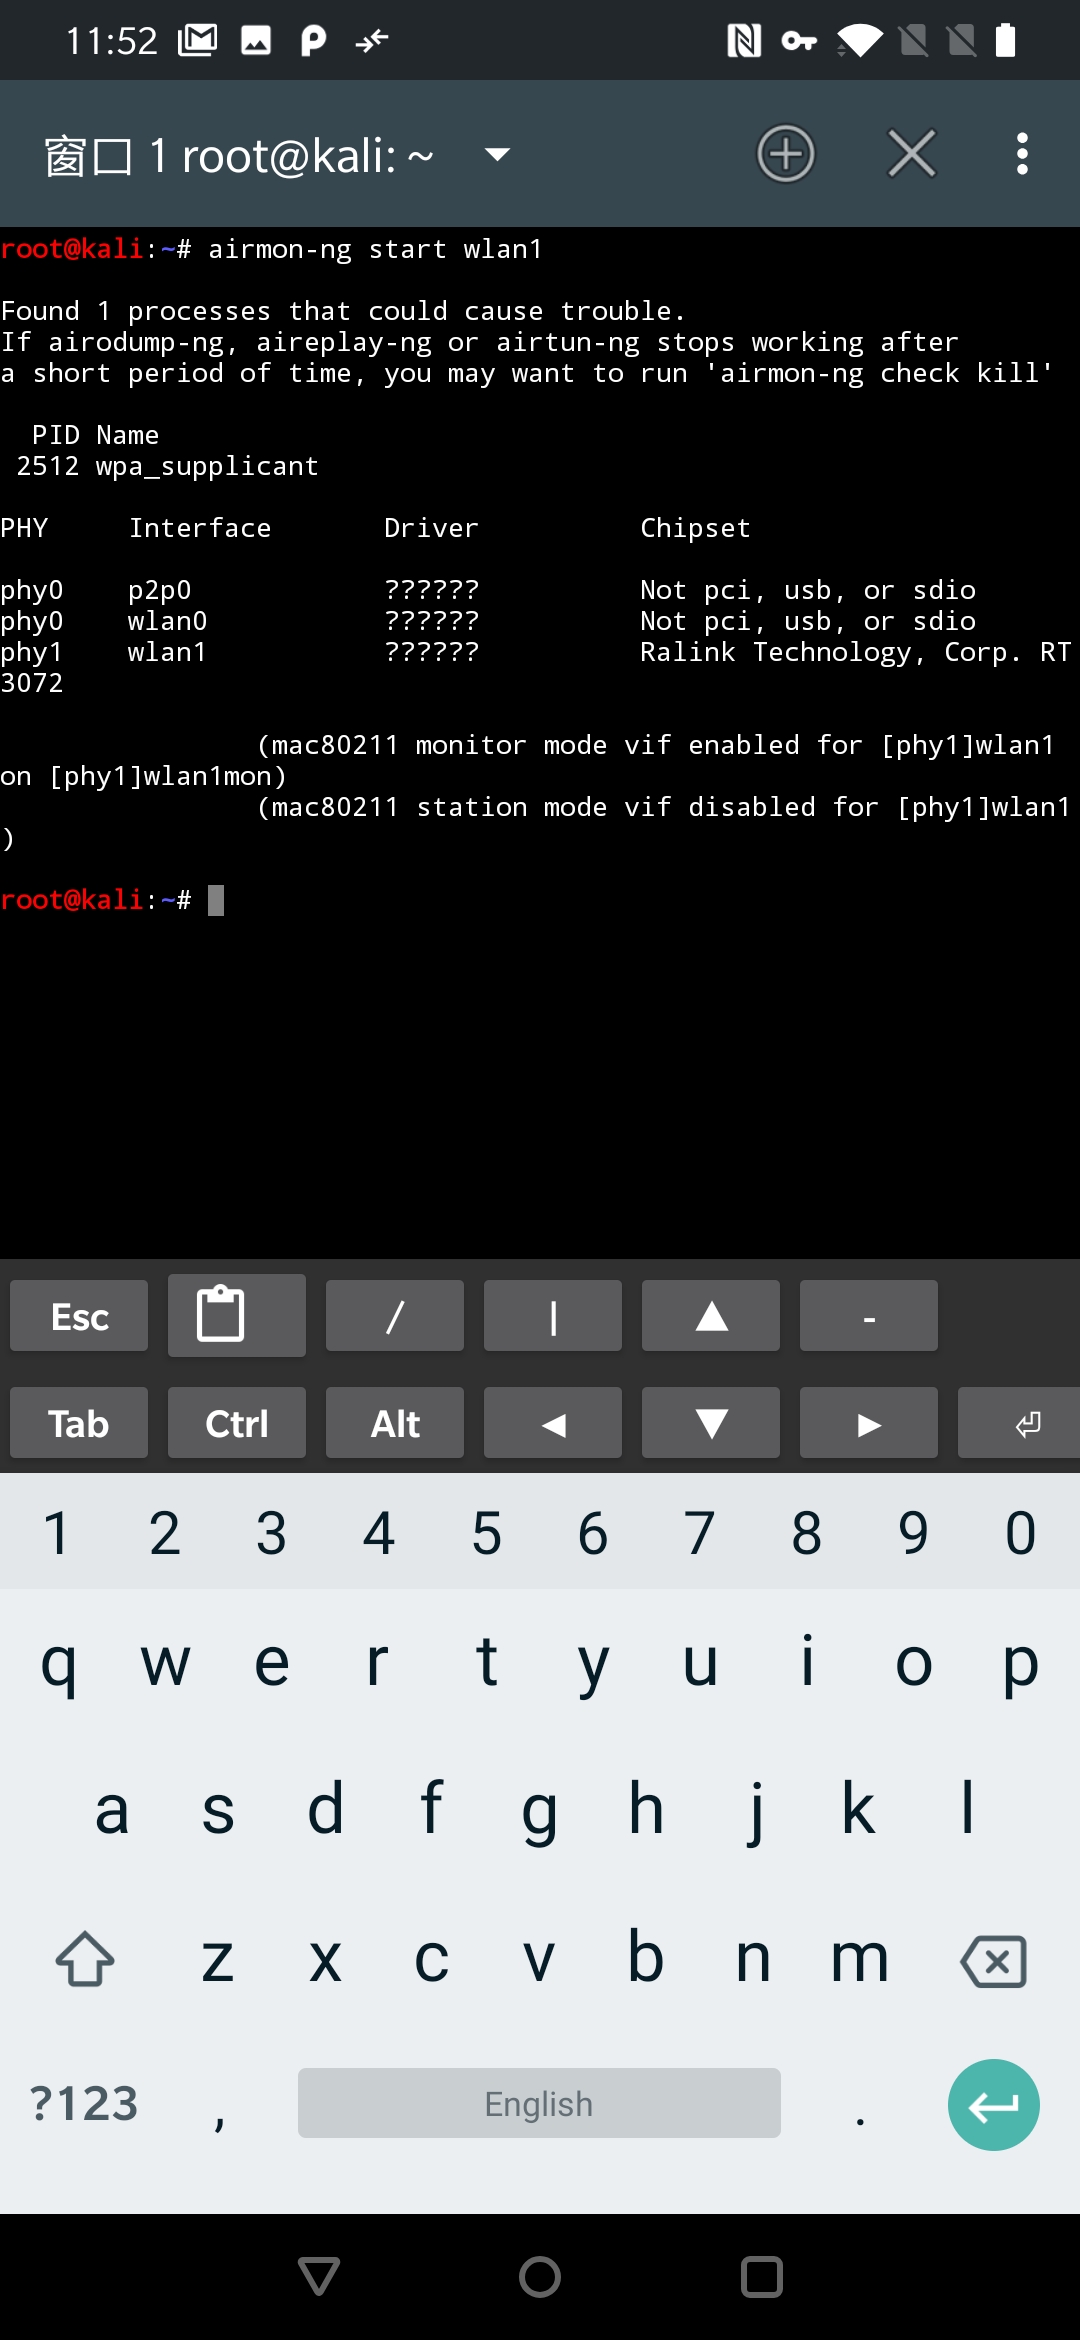 11:52
窗口 1 root@kali: ~
root@kali:~# airmon-ng start wlan1
Found 1 processes that could cause trouble.
If airodump-ng, aireplay-ng or airtun-ng stops working after
a short period of time, you may want to run 'airmon-ng check kill'
PID Name
2512 wpa_supplicant
PHY Interface Driver Chipset
phy0 p2p0 ?????? Not pci, usb, or sdio
phy0 wlan0 ?????? Not pci, usb, or sdio
phy1 wlan1 ?????? Ralink Technology, Corp. RT
3072
(mac80211 monitor mode vif enabled for [phy1]wlan1
on [phy1]wlan1mon)
(mac80211 station mode vif disabled for [phy1]wlan1
)
root@kali:~#
Esc / | ▲ -
Tab Ctrl Alt ◀ ▼ ▶ ⏎
1 2 3 4 5 6 7 8 9 0
q w e r t y u i o p
a s d f g h j k l
z x c v b n m
?123 , English .